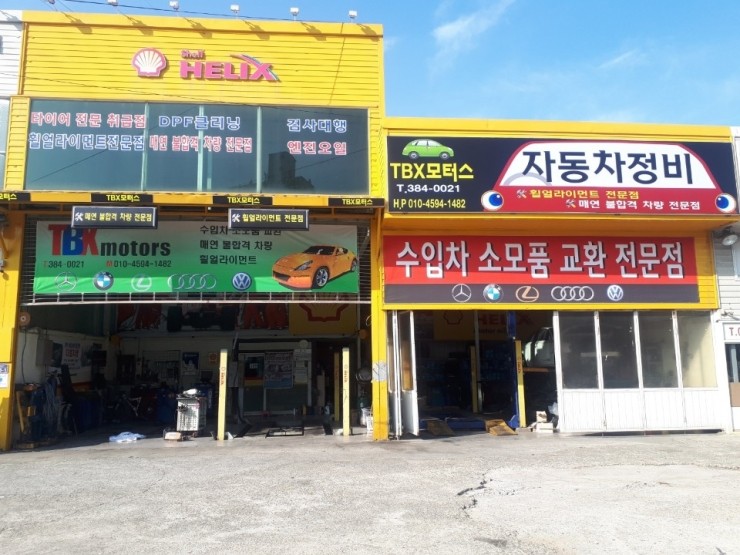 Shell
HELIX
타이어 전문 취급점 DPF클리닝 검사대행
휠얼라이먼트전문점 매연 불합격 차량 전문점 엔진오일
TBX모터스 TBX모터스 TBX모터스
매연 불합격 차량 전문점
휠얼라이먼트 전문점
TBX motors
T.384-0021 H.010-4594-1482
수입차 소모품 교환
매연 불합격 차량
휠얼라이먼트
TBX모터스
T.384-0021
H.P 010-4594-1482
자동차정비
휠얼라이먼트 전문점
매연 불합격 차량 전문점
수입차 소모품 교환 전문점
HELIX